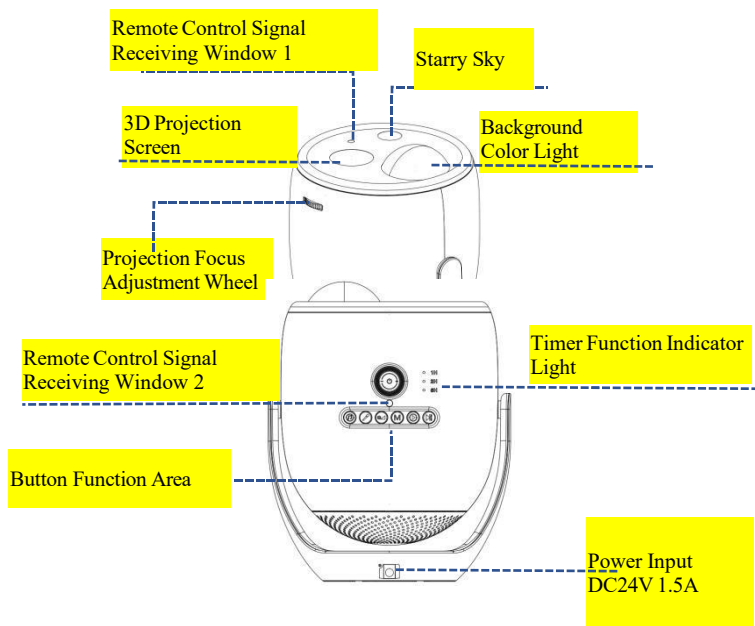 Remote Control Signal
Receiving Window 1
Starry Sky
3D Projection
Screen
Background
Color Light
Projection Focus
Adjustment Wheel
Remote Control Signal
Receiving Window 2
Timer Function Indicator
Light
M
Button Function Area
Power Input
DC24V 1.5A